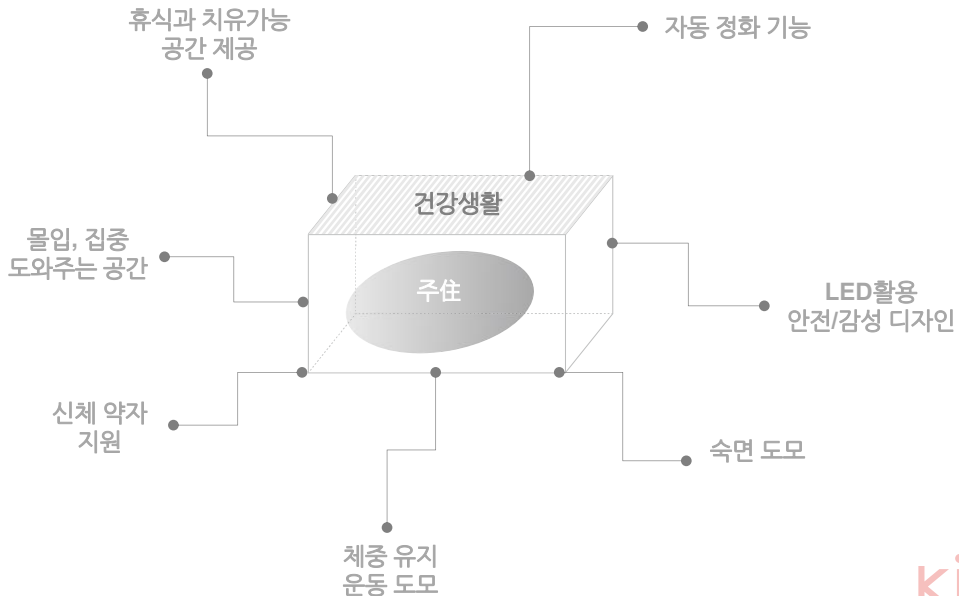 휴식과 치유가능
공간 제공
자동 정화 기능
건강생활
몰입, 집중
도와주는 공간
주住
LED활용
안전/감성 디자인
신체 약자
지원
숙면 도모
체중 유지
운동 도모